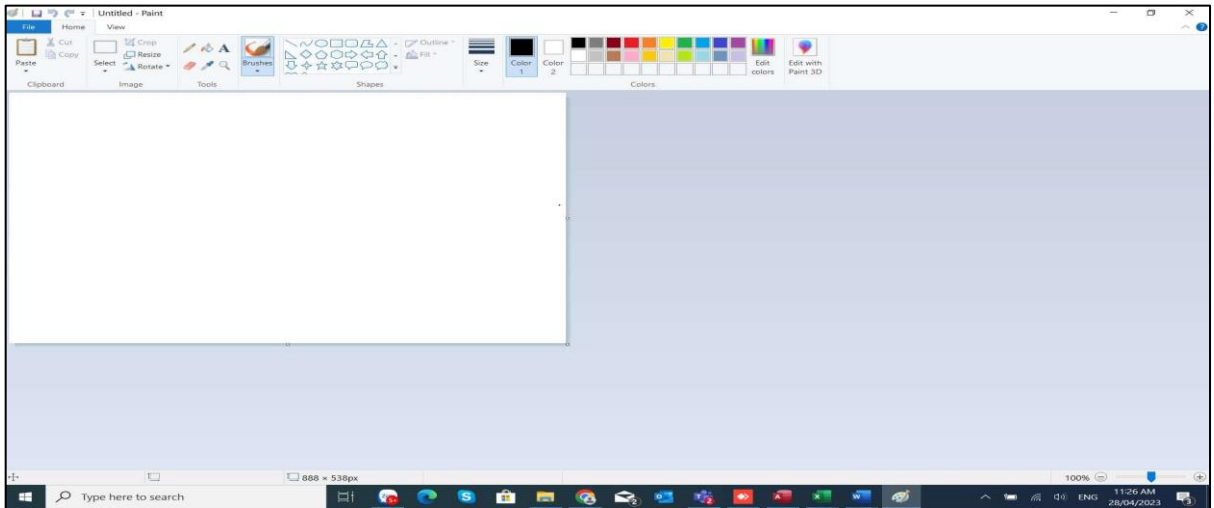 Untitled - Paint
File Home View
Paste
Cut
Copy
Clipboard
Select
Crop
Resize
Rotate
Image
A
Tools
Brushes
Outline
Fill
Shapes
Size
Color 1
Color 2
Edit colors
Colors
Edit with Paint 3D
888 × 538px
100%
Type here to search
ENG
11:26 AM
28/04/2023